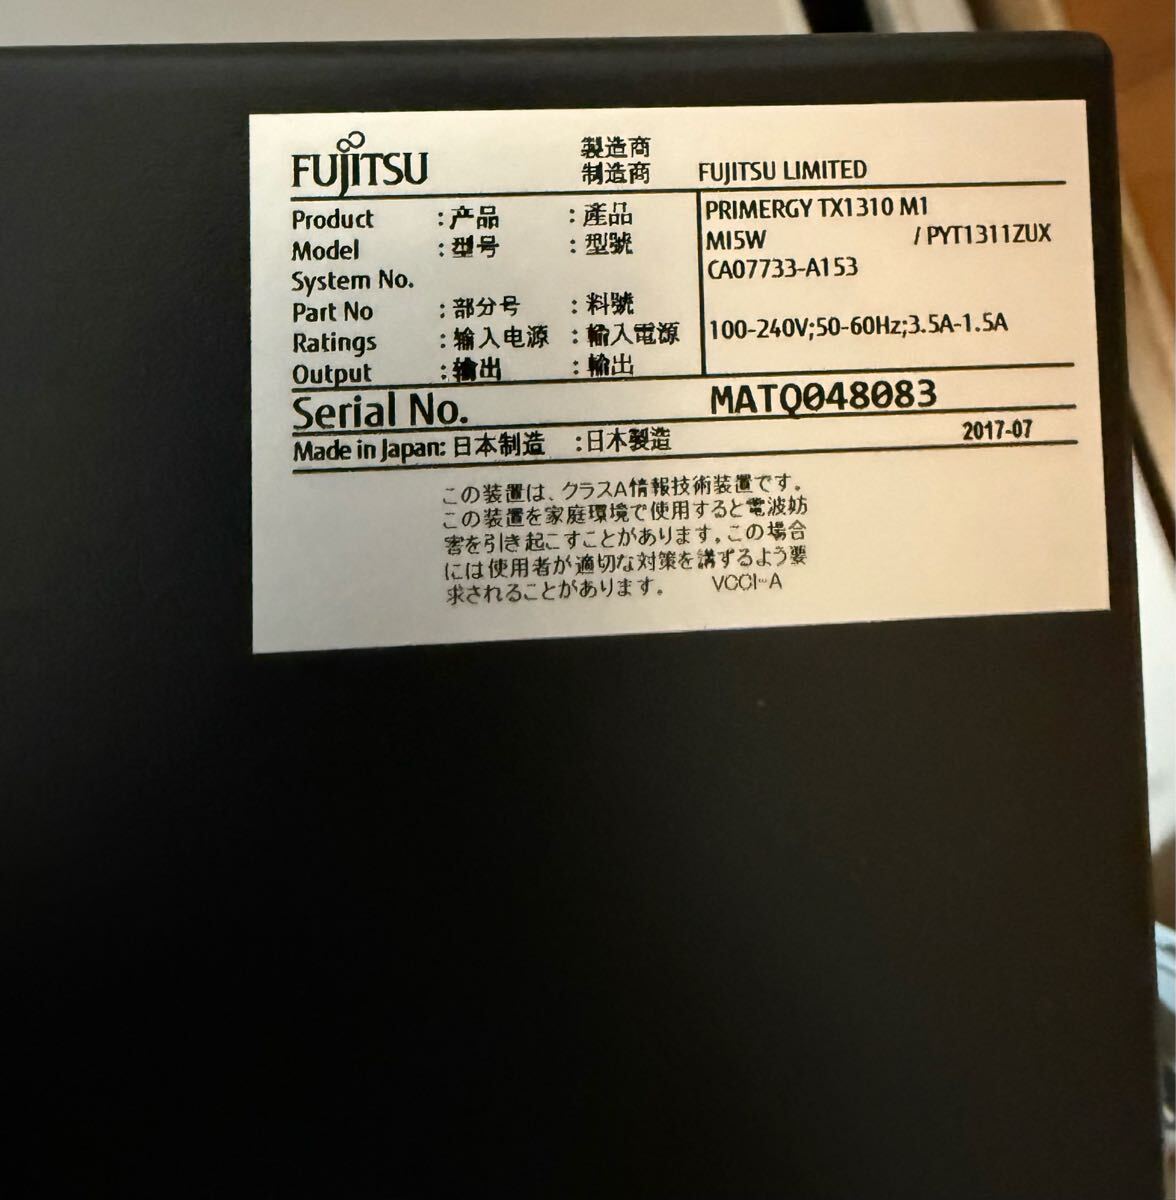 FUJITSU 製造商
制造商 FUJITSU LIMITED
Product :产品 :産品 PRIMERGY TX1310 M1
Model :型号 :型號 MI5W / PYT1311ZUX
System No. CA07733-A153
Part No :部分号 :料號
Ratings :输入电源 :輸入電源 100-240V;50-60Hz;3.5A-1.5A
Output :输出 :輸出
Serial No. MATQ048083
Made in Japan: 日本制造 :日本製造 2017-07
この装置は、クラスA情報技術装置です。
この装置を家庭環境で使用すると電波妨
害を引き起こすことがあります。この場合
には使用者が適切な対策を講ずるよう要
求されることがあります。 VCCI-A